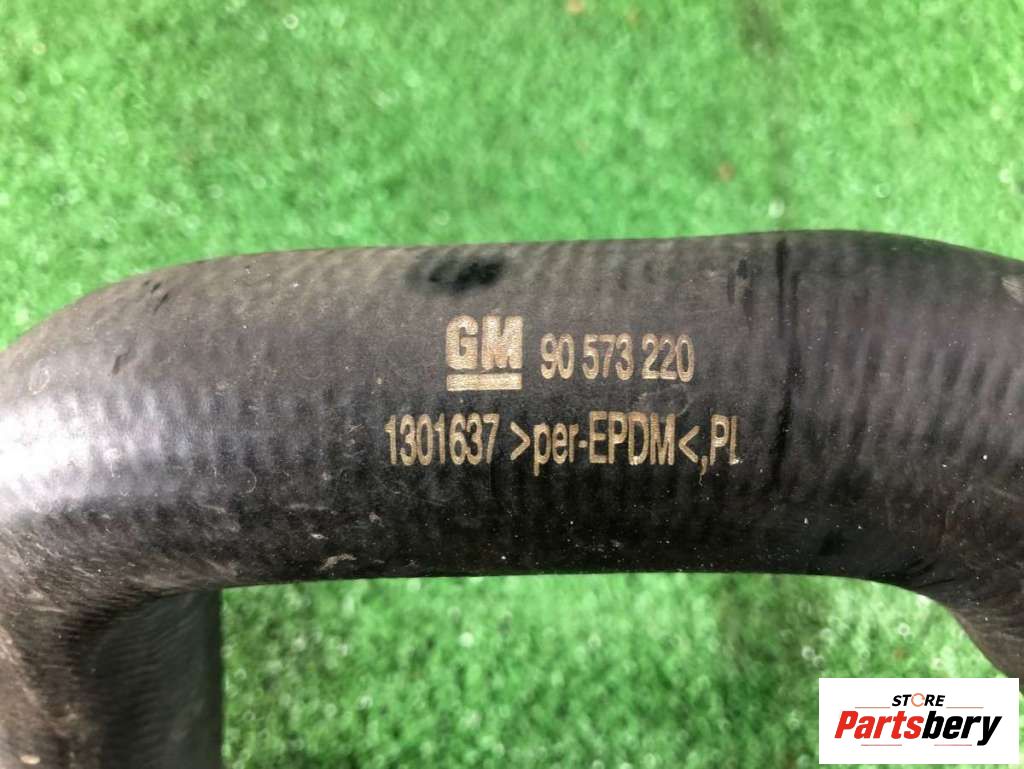 GM 90 573 220
1301637 >per-EPDM<,PL
STORE
Partsbery